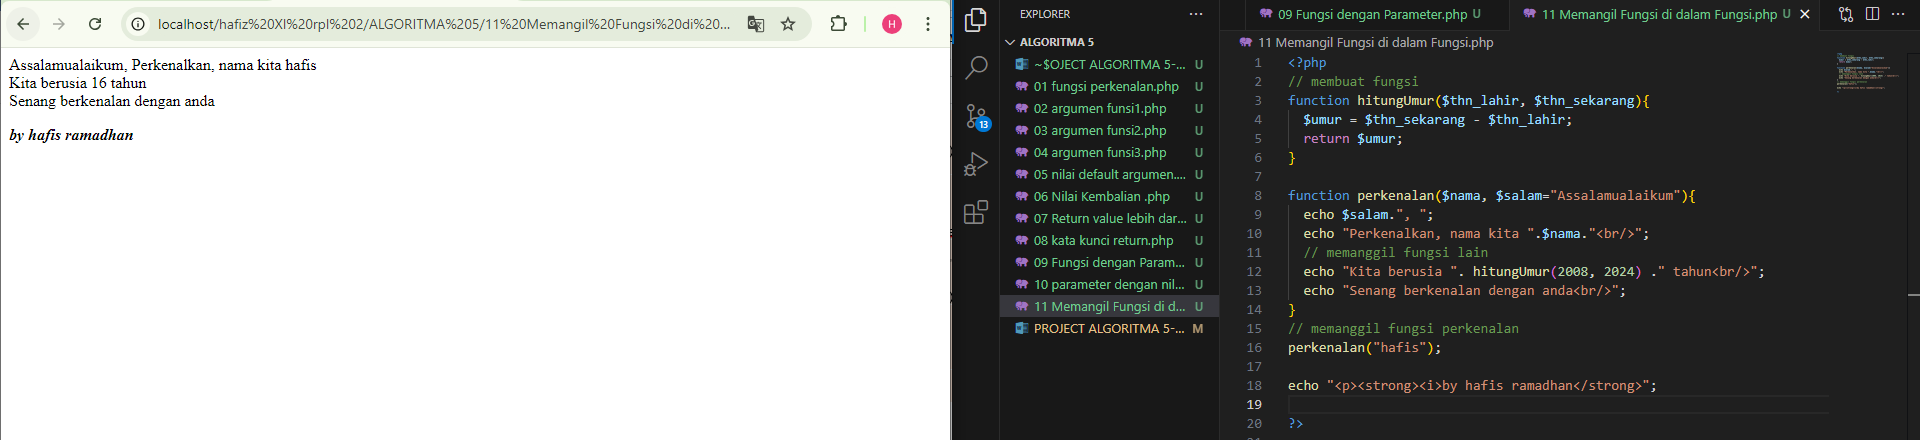 localhost/hafiz%20XI%20rpl%202/ALGORITMA%205/11%20Memangil%20Fungsi%20di%20...
H
Assalamualaikum, Perkenalkan, nama kita hafis
Kita berusia 16 tahun
Senang berkenalan dengan anda
by hafis ramadhan
13
EXPLORER
ALGORITMA 5
~$OJECT ALGORITMA 5-... U
01 fungsi perkenalan.php U
02 argumen funsi1.php U
03 argumen funsi2.php U
04 argumen funsi3.php U
05 nilai default argumen.... U
06 Nilai Kembalian .php U
07 Return value lebih dar... U
08 kata kunci return.php U
09 Fungsi dengan Param... U
10 parameter dengan nil... U
11 Memangil Fungsi di d... U
PROJECT ALGORITMA 5-... M
09 Fungsi dengan Parameter.php U
11 Memangil Fungsi di dalam Fungsi.php U
11 Memangil Fungsi di dalam Fungsi.php
1 <?php
2 // membuat fungsi
3 function hitungUmur($thn_lahir, $thn_sekarang){
4 $umur = $thn_sekarang - $thn_lahir;
5 return $umur;
6 }
7
8 function perkenalan($nama, $salam="Assalamualaikum"){
9 echo $salam.", ";
10 echo "Perkenalkan, nama kita ".$nama."<br/>";
11 // memanggil fungsi lain
12 echo "Kita berusia ". hitungUmur(2008, 2024) ." tahun<br/>";
13 echo "Senang berkenalan dengan anda<br/>";
14 }
15 // memanggil fungsi perkenalan
16 perkenalan("hafis");
17
18 echo "<p><strong><i>by hafis ramadhan</strong>";
19
20 ?>